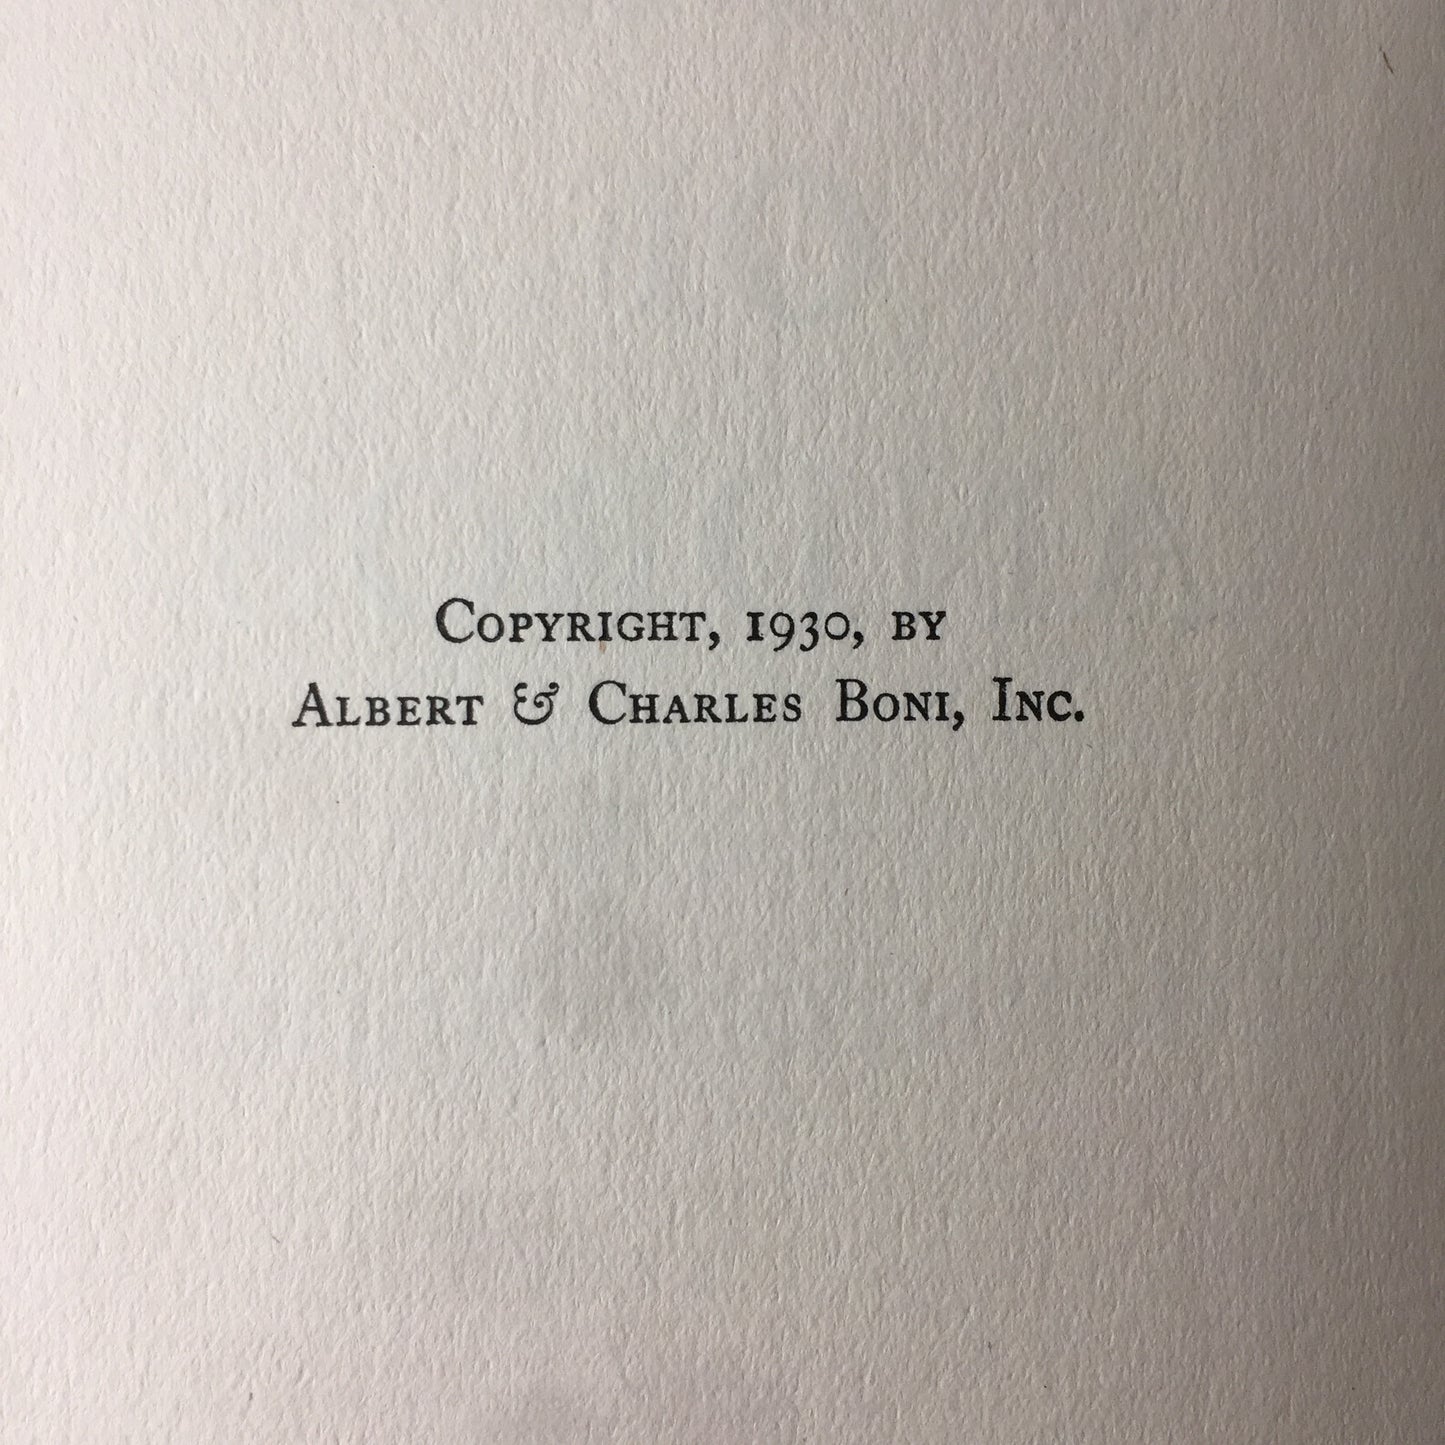 Copyright, 1930, by
Albert & Charles Boni, Inc.